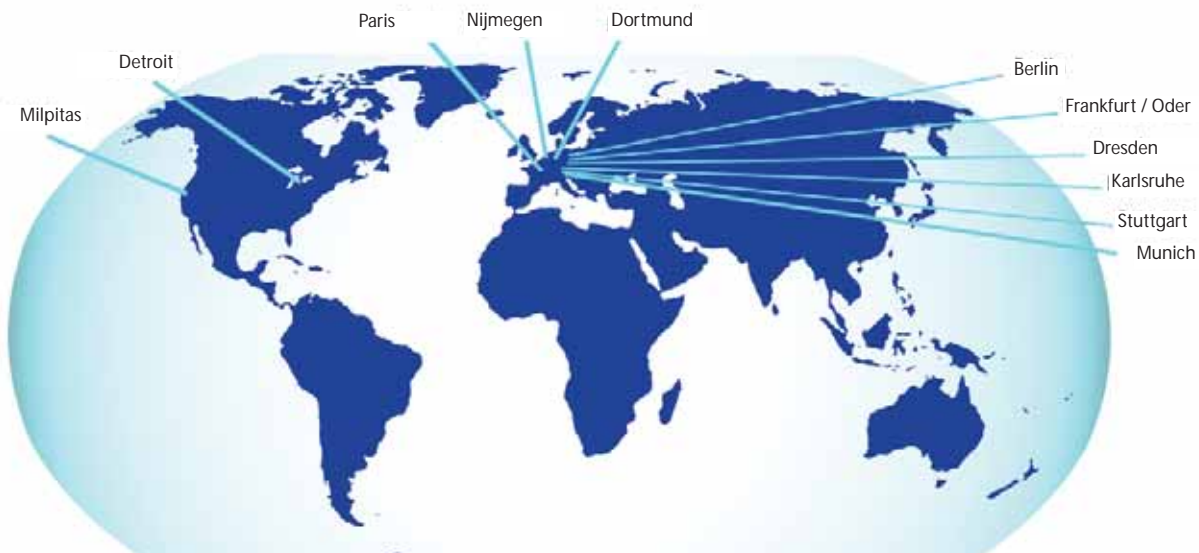 Paris
Nijmegen
Dortmund
Detroit
Berlin
Milpitas
Frankfurt / Oder
Dresden
Karlsruhe
Stuttgart
Munich